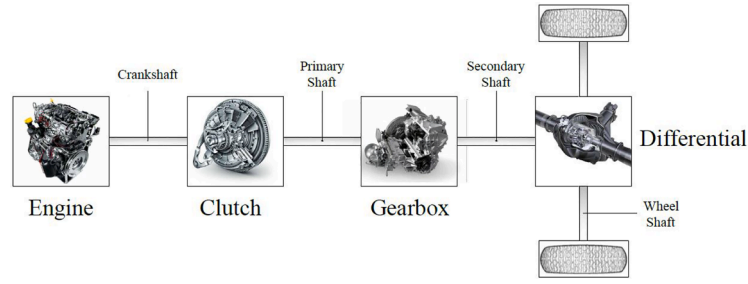 Crankshaft
Primary
Shaft
Secondary
Shaft
Engine
Clutch
Gearbox
Differential
Wheel
Shaft